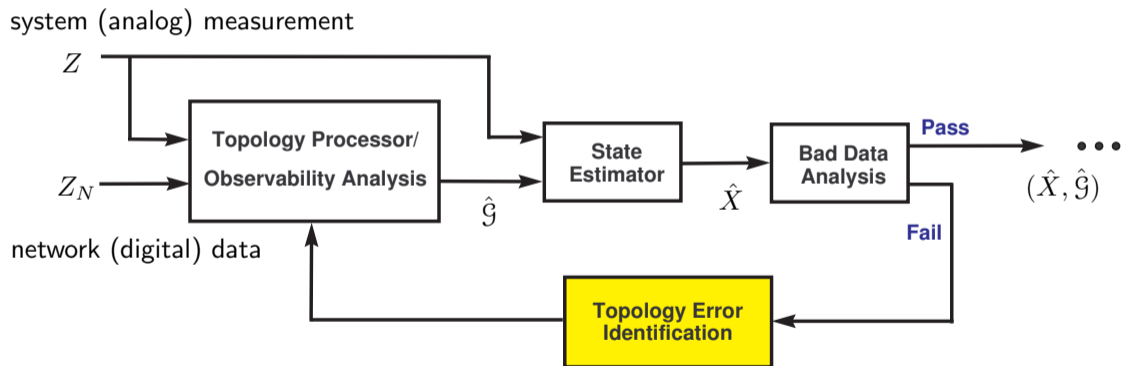 system (analog) measurement
Z
Topology Processor/
Observability Analysis
Z_N
network (digital) data
𝒢̂
State
Estimator
X̂
Bad Data
Analysis
Pass
(X̂, 𝒢̂)
Fail
Topology Error
Identification